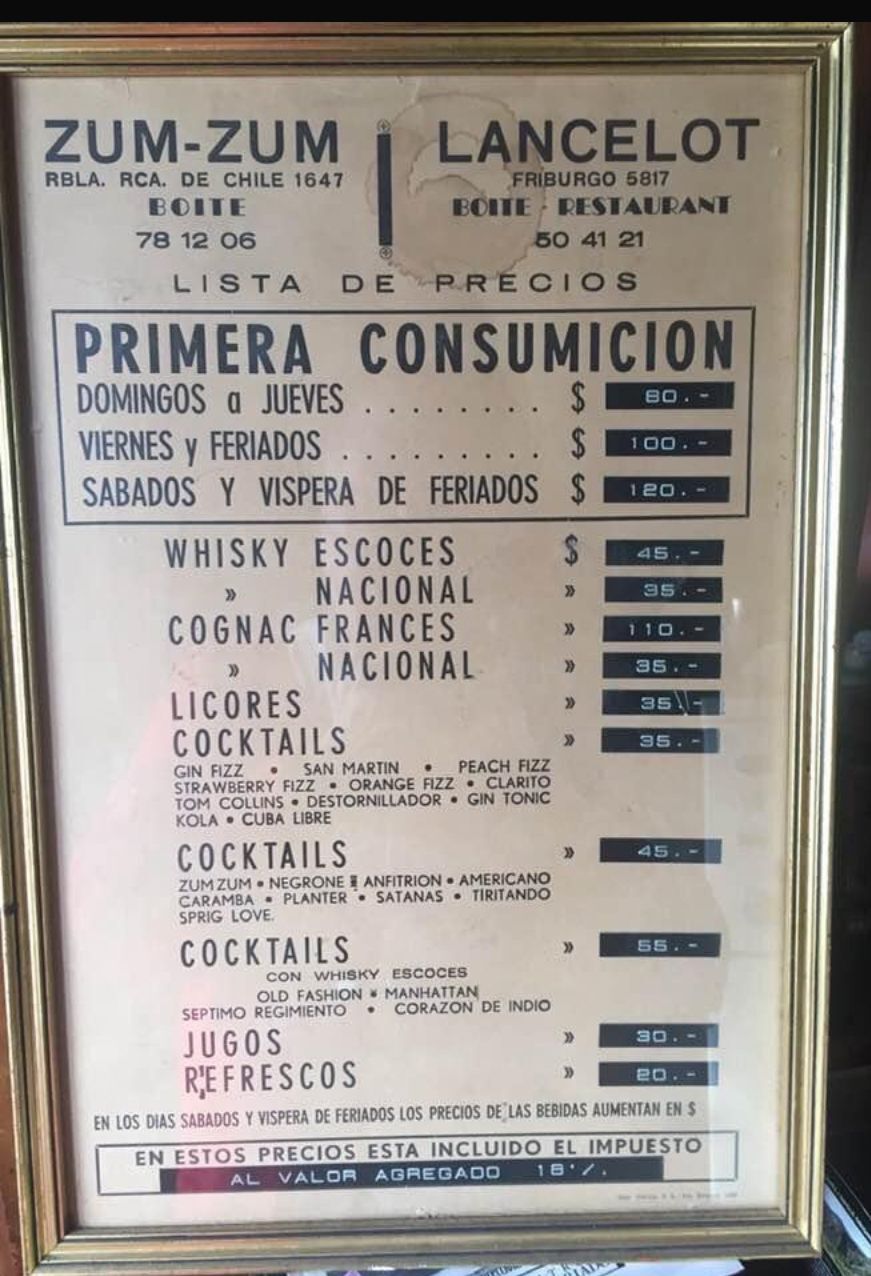 ZUM-ZUM
RBLA. RCA. DE CHILE 1647
BOITE
78 12 06
LANCELOT
FRIBURGO 5817
BOITE - RESTAURANT
50 41 21
LISTA DE PRECIOS
PRIMERA CONSUMICION
DOMINGOS a JUEVES ........ $ 80.-
VIERNES y FERIADOS ......... $ 100.-
SABADOS Y VISPERA DE FERIADOS $ 120.-
WHISKY ESCOCES $ 45.-
» NACIONAL » 35.-
COGNAC FRANCES » 110.-
» NACIONAL » 35.-
LICORES » 35.-
COCKTAILS » 35.-
GIN FIZZ • SAN MARTIN • PEACH FIZZ
STRAWBERRY FIZZ • ORANGE FIZZ • CLARITO
TOM COLLINS • DESTORNILLADOR • GIN TONIC
KOLA • CUBA LIBRE
COCKTAILS » 45.-
ZUM ZUM • NEGRONE • ANFITRION • AMERICANO
CARAMBA • PLANTER • SATANAS • TIRITANDO
SPRIG LOVE.
COCKTAILS » 55.-
CON WHISKY ESCOCES
OLD FASHION • MANHATTAN
SEPTIMO REGIMIENTO • CORAZON DE INDIO
JUGOS » 30.-
REFRESCOS » 20.-
EN LOS DIAS SABADOS Y VISPERA DE FERIADOS LOS PRECIOS DE LAS BEBIDAS AUMENTAN EN $
EN ESTOS PRECIOS ESTA INCLUIDO EL IMPUESTO
AL VALOR AGREGADO 18%.